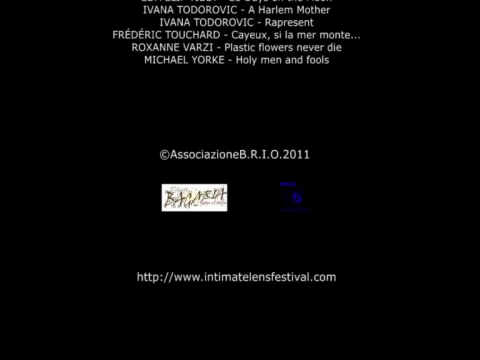 IVANA TODOROVIC - A Harlem Mother
IVANA TODOROVIC - Rapresent
FRÉDÉRIC TOUCHARD - Cayeux, si la mer monte...
ROXANNE VARZI - Plastic flowers never die
MICHAEL YORKE - Holy men and fools
©AssociazioneB.R.I.O.2011
http://www.intimatelensfestival.com